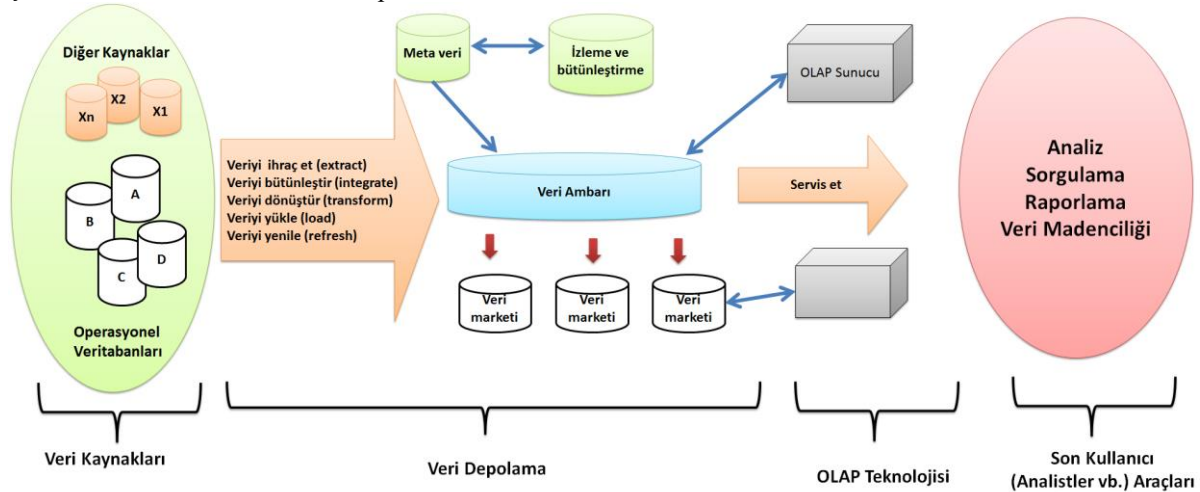 Diğer Kaynaklar
Xn
X2
X1
A
B
C
D
Operasyonel
Veritabanları
Veriyi ihraç et (extract)
Veriyi bütünleştir (integrate)
Veriyi dönüştür (transform)
Veriyi yükle (load)
Veriyi yenile (refresh)
Meta veri
İzleme ve
bütünleştirme
Veri Ambarı
Veri
marketi
Veri
marketi
Veri
marketi
OLAP Sunucu
Servis et
Analiz
Sorgulama
Raporlama
Veri Madenciliği
Veri Kaynakları
Veri Depolama
OLAP Teknolojisi
Son Kullanıcı
(Analistler vb.) Araçları